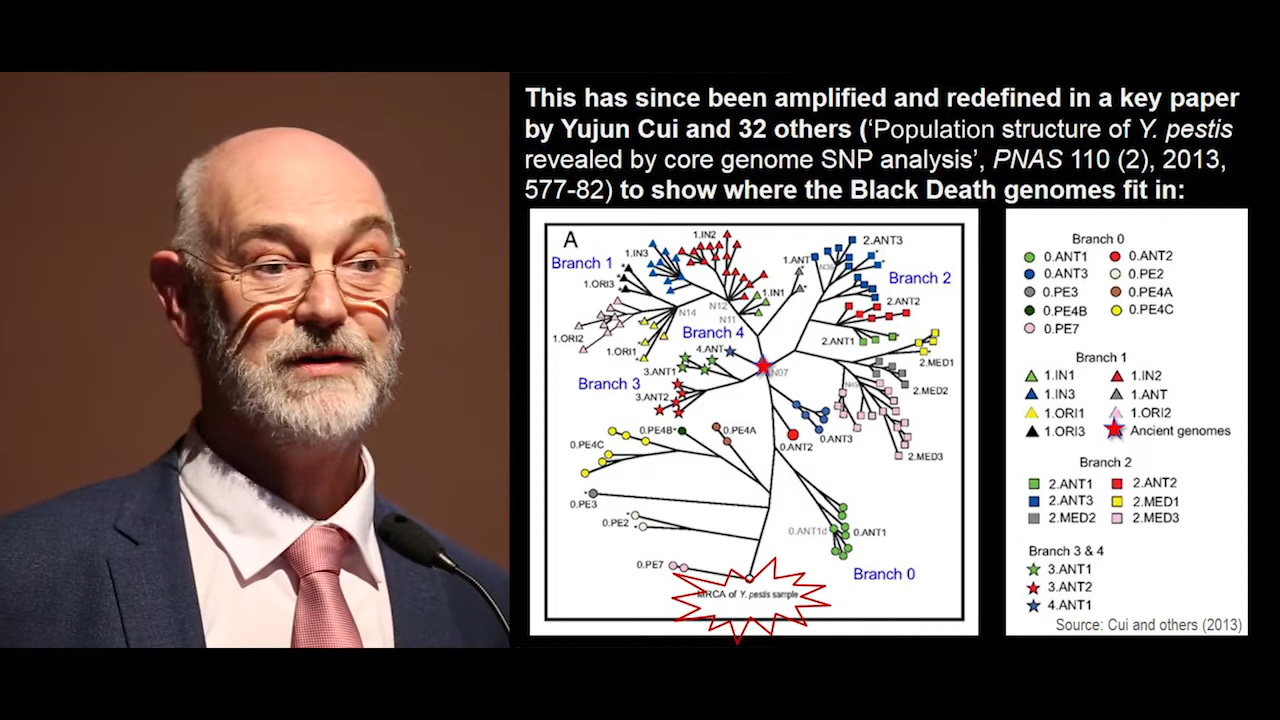 This has since been amplified and redefined in a key paper
by Yujun Cui and 32 others (‘Population structure of Y. pestis
revealed by core genome SNP analysis’, PNAS 110 (2), 2013,
577-82) to show where the Black Death genomes fit in:
A
1.IN2
1.IN3
Branch 1
1.ORI3
1.ANT
2.ANT3
Branch 2
1.IN1
N12
N11
N14
2.ANT2
1.ORI2
1.ORI1
Branch 4
4.ANT
2.ANT1
2.MED1
3.ANT1
N07
Branch 3
2.MED2
3.ANT2
0.PE4B
0.PE4A
0.PE4C
0.ANT2
0.ANT3
2.MED3
0.PE3
0.PE2
0.ANT1d
0.ANT1
0.PE7
Branch 0
MRCA of Y. pestis sample
Branch 0
0.ANT1 0.ANT2
0.ANT3 0.PE2
0.PE3 0.PE4A
0.PE4B 0.PE4C
0.PE7
Branch 1
1.IN1 1.IN2
1.IN3 1.ANT
1.ORI1 1.ORI2
1.ORI3 Ancient genomes
Branch 2
2.ANT1 2.ANT2
2.ANT3 2.MED1
2.MED2 2.MED3
Branch 3 & 4
3.ANT1
3.ANT2
4.ANT1
Source: Cui and others (2013)